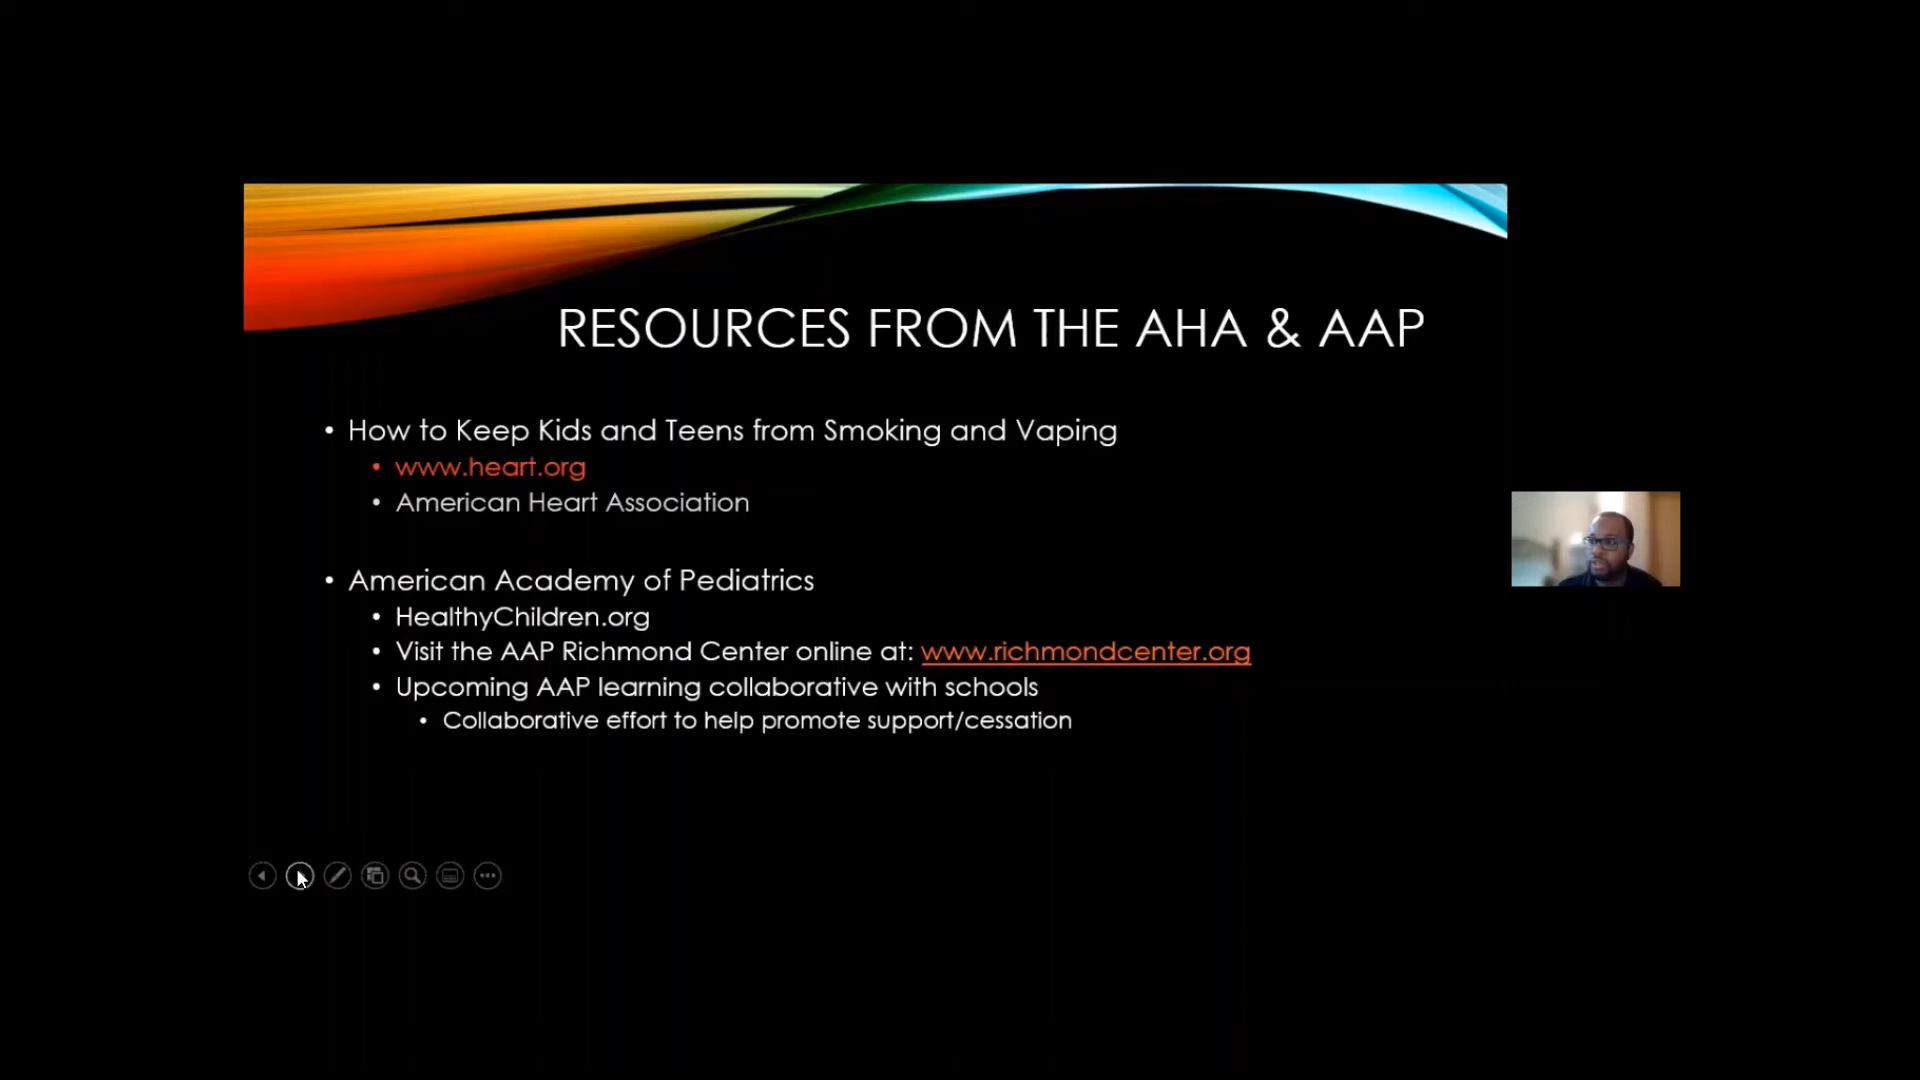 RESOURCES FROM THE AHA & AAP
• How to Keep Kids and Teens from Smoking and Vaping
• www.heart.org
• American Heart Association
• American Academy of Pediatrics
• HealthyChildren.org
• Visit the AAP Richmond Center online at: www.richmondcenter.org
• Upcoming AAP learning collaborative with schools
• Collaborative effort to help promote support/cessation